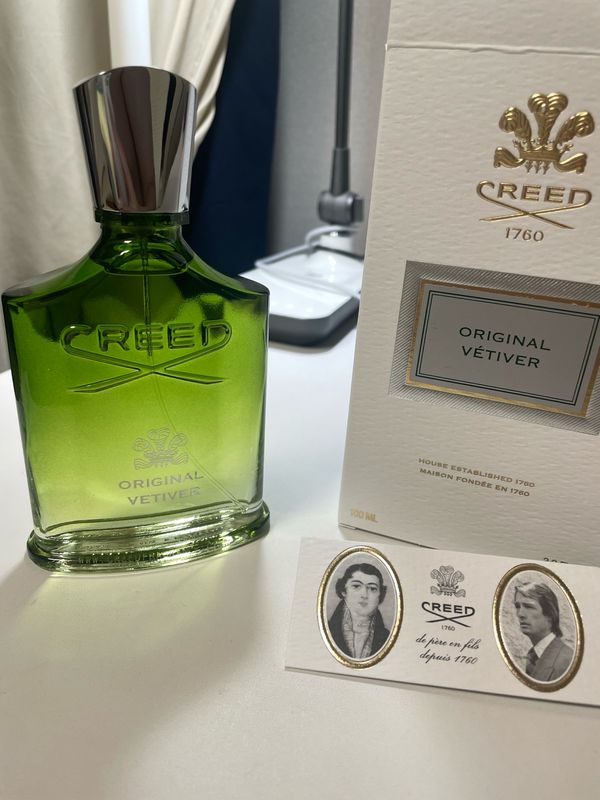 CREED
ORIGINAL
VETIVER
CREED
1760
ORIGINAL
VÉTIVER
HOUSE ESTABLISHED 1760
MAISON FONDÉE EN 1760
100 ML
CREED
1760
de père en fils
depuis 1760